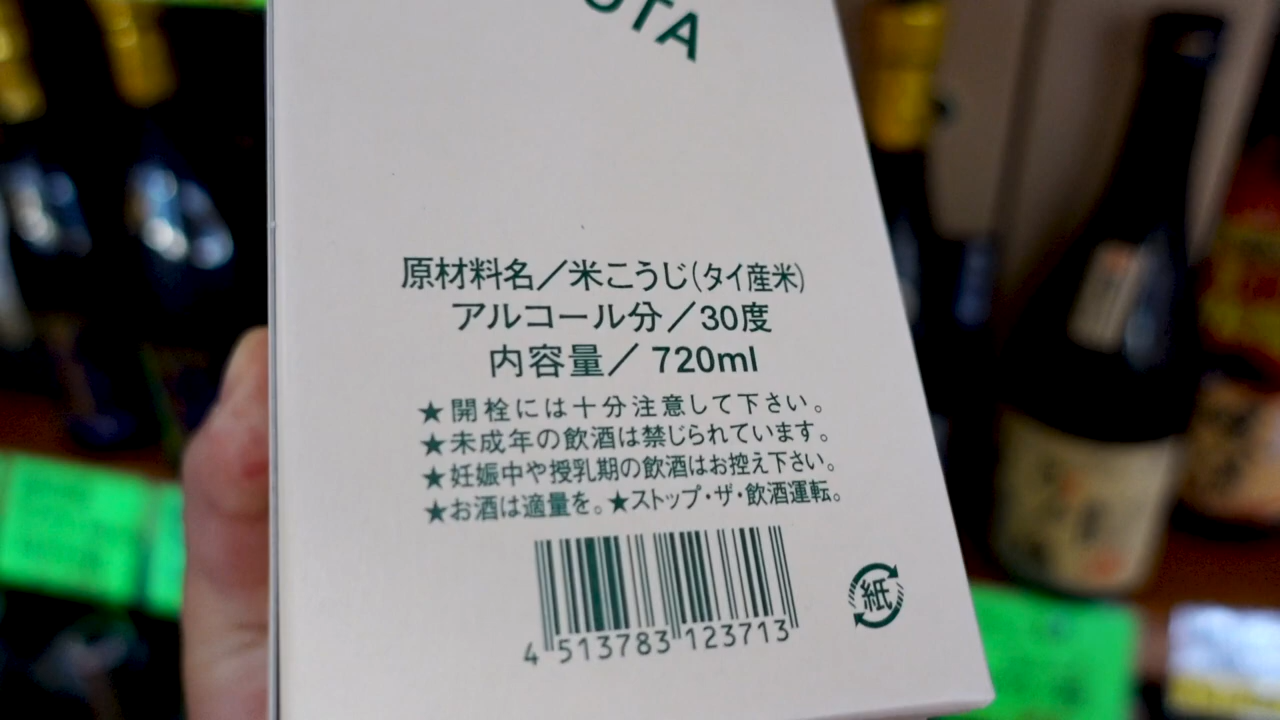 UTA
原材料名／米こうじ(タイ産米)
アルコール分／30度
内容量／720ml
★開栓には十分注意して下さい。
★未成年の飲酒は禁じられています。
★妊娠中や授乳期の飲酒はお控え下さい。
★お酒は適量を。★ストップ・ザ・飲酒運転。
4 513783 123713
紙